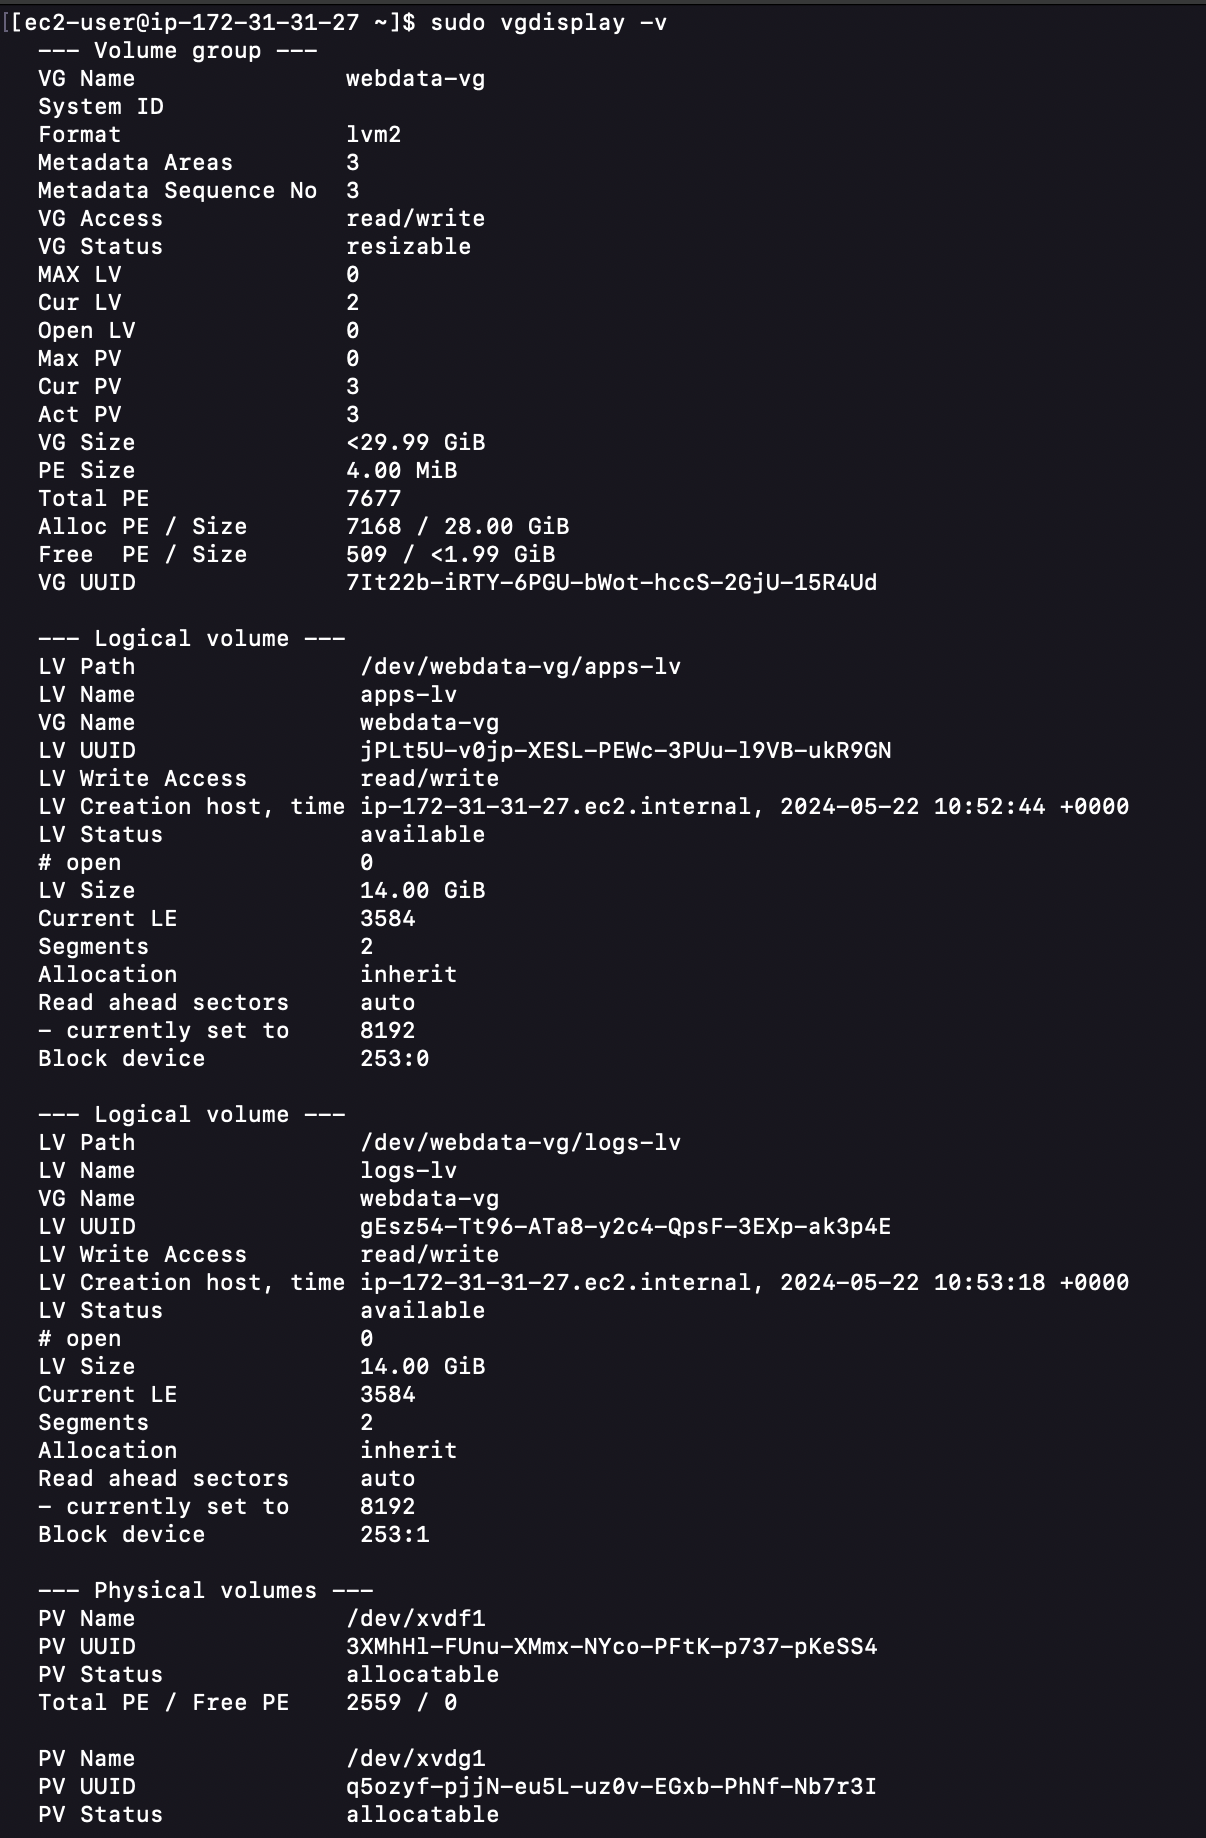 [[ec2-user@ip-172-31-31-27 ~]$ sudo vgdisplay -v
--- Volume group ---
VG Name webdata-vg
System ID
Format lvm2
Metadata Areas 3
Metadata Sequence No 3
VG Access read/write
VG Status resizable
MAX LV 0
Cur LV 2
Open LV 0
Max PV 0
Cur PV 3
Act PV 3
VG Size <29.99 GiB
PE Size 4.00 MiB
Total PE 7677
Alloc PE / Size 7168 / 28.00 GiB
Free  PE / Size 509 / <1.99 GiB
VG UUID 7It22b-iRTY-6PGU-bWot-hccS-2GjU-15R4Ud
--- Logical volume ---
LV Path /dev/webdata-vg/apps-lv
LV Name apps-lv
VG Name webdata-vg
LV UUID jPLt5U-v0jp-XESL-PEWc-3PUu-l9VB-ukR9GN
LV Write Access read/write
LV Creation host, time ip-172-31-31-27.ec2.internal, 2024-05-22 10:52:44 +0000
LV Status available
# open 0
LV Size 14.00 GiB
Current LE 3584
Segments 2
Allocation inherit
Read ahead sectors auto
- currently set to 8192
Block device 253:0
--- Logical volume ---
LV Path /dev/webdata-vg/logs-lv
LV Name logs-lv
VG Name webdata-vg
LV UUID gEsz54-Tt96-ATa8-y2c4-QpsF-3EXp-ak3p4E
LV Write Access read/write
LV Creation host, time ip-172-31-31-27.ec2.internal, 2024-05-22 10:53:18 +0000
LV Status available
# open 0
LV Size 14.00 GiB
Current LE 3584
Segments 2
Allocation inherit
Read ahead sectors auto
- currently set to 8192
Block device 253:1
--- Physical volumes ---
PV Name /dev/xvdf1
PV UUID 3XMhHl-FUnu-XMmx-NYco-PFtK-p737-pKeSS4
PV Status allocatable
Total PE / Free PE 2559 / 0
PV Name /dev/xvdg1
PV UUID q5ozyf-pjjN-eu5L-uz0v-EGxb-PhNf-Nb7r3I
PV Status allocatable